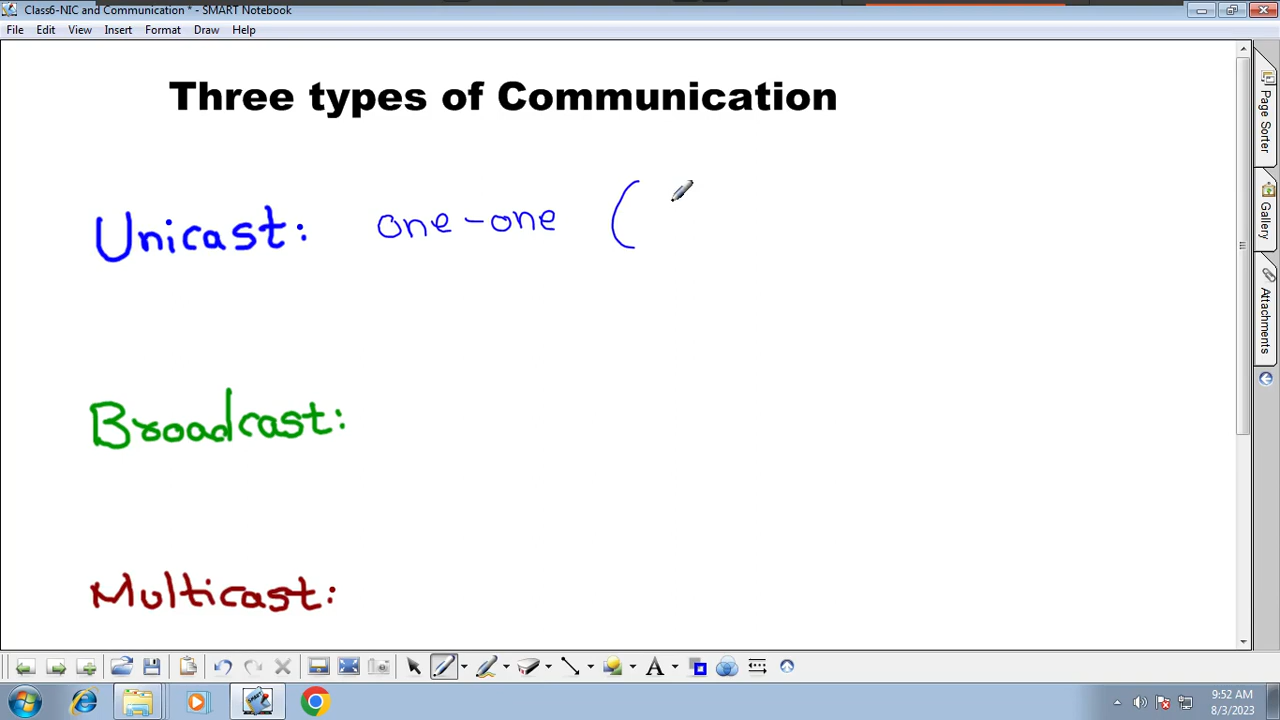 Class6-NIC and Communication * - SMART Notebook
File Edit View Insert Format Draw Help
Three types of Communication
Unicast: one-one (
Broadcast:
Multicast:
Page Sorter
Gallery
Attachments
A
9:52 AM
8/3/2023